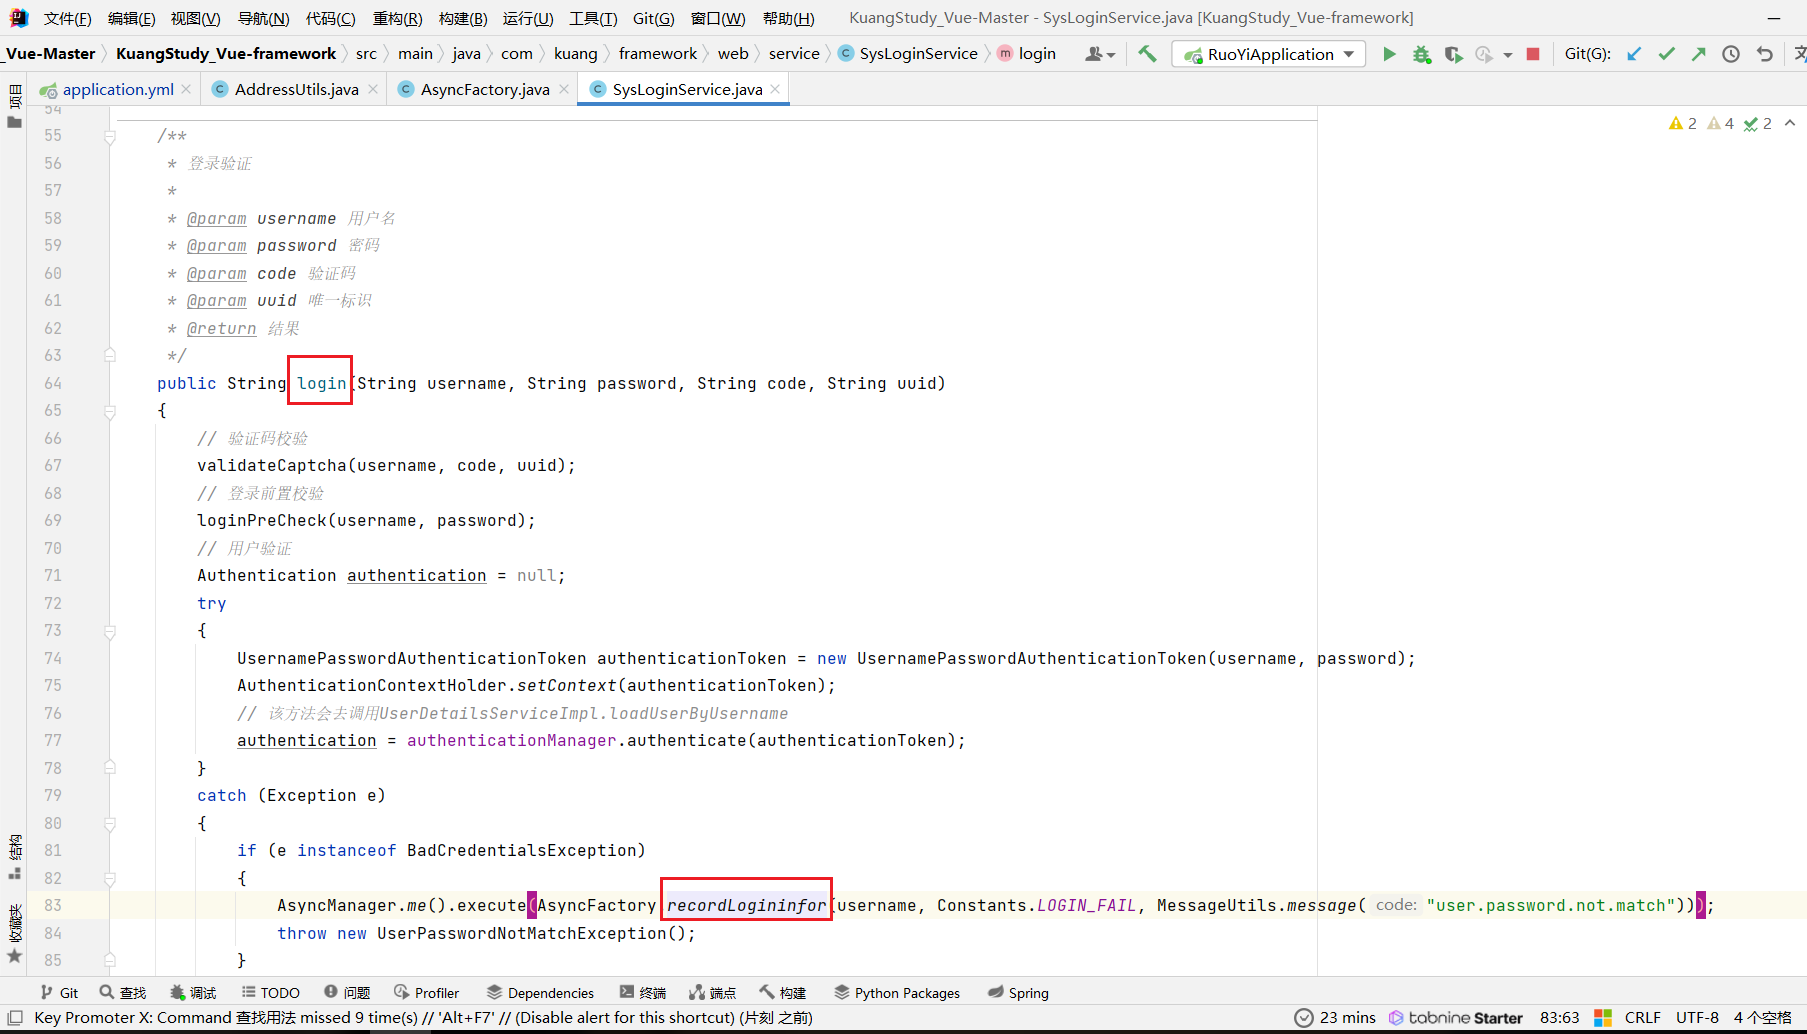 文件(F) 编辑(E) 视图(V) 导航(N) 代码(C) 重构(R) 构建(B) 运行(U) 工具(T) Git(G) 窗口(W) 帮助(H) KuangStudy_Vue-Master - SysLoginService.java [KuangStudy_Vue-framework]
_Vue-Master KuangStudy_Vue-framework src main java com kuang framework web service SysLoginService login RuoYiApplication Git(G):
application.yml AddressUtils.java AsyncFactory.java SysLoginService.java
项目
2 4 2
54
55 /**
56 * 登录验证
57 *
58 * @param username 用户名
59 * @param password 密码
60 * @param code 验证码
61 * @param uuid 唯一标识
62 * @return 结果
63 */
64 public String login(String username, String password, String code, String uuid)
65 {
66 // 验证码校验
67 validateCaptcha(username, code, uuid);
68 // 登录前置校验
69 loginPreCheck(username, password);
70 // 用户验证
71 Authentication authentication = null;
72 try
73 {
74 UsernamePasswordAuthenticationToken authenticationToken = new UsernamePasswordAuthenticationToken(username, password);
75 AuthenticationContextHolder.setContext(authenticationToken);
76 // 该方法会去调用UserDetailsServiceImpl.loadUserByUsername
77 authentication = authenticationManager.authenticate(authenticationToken);
78 }
79 catch (Exception e)
80 {
81 if (e instanceof BadCredentialsException)
82 {
83 AsyncManager.me().execute(AsyncFactory.recordLogininfor(username, Constants.LOGIN_FAIL, MessageUtils.message( code: "user.password.not.match")));
84 throw new UserPasswordNotMatchException();
85 }
结构
收藏夹
Git 查找 调试 TODO 问题 Profiler Dependencies 终端 端点 构建 Python Packages Spring
Key Promoter X: Command 查找用法 missed 9 time(s) // 'Alt+F7' // (Disable alert for this shortcut) (片刻 之前) 23 mins tabnine Starter 83:63 CRLF UTF-8 4 个空格